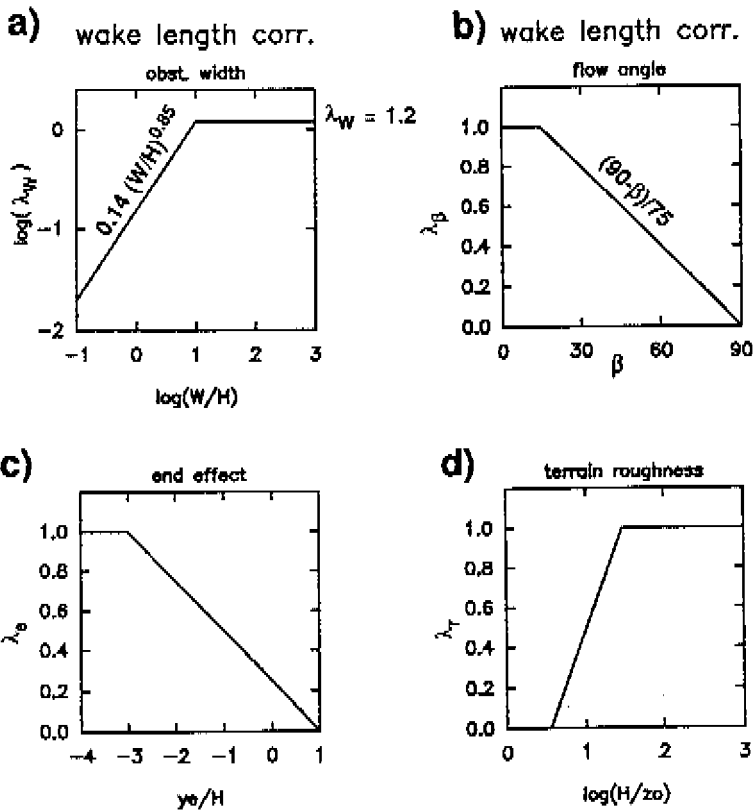 a) wake length corr.
obst. width
0
−1
−2
log(λW)
0.14 (W/H)^0.85
λW = 1.2
−1 0 1 2 3
log(W/H)
b) wake length corr.
flow angle
1.0
0.8
0.6
0.4
0.2
0.0
λβ
(90-β)/75
0 30 60 90
β
c)
end effect
1.0
0.8
0.6
0.4
0.2
0.0
λe
−4 −3 −2 −1 0 1
ye/H
d)
terrain roughness
1.0
0.8
0.6
0.4
0.2
0.0
λT
0 1 2 3
log(H/zo)